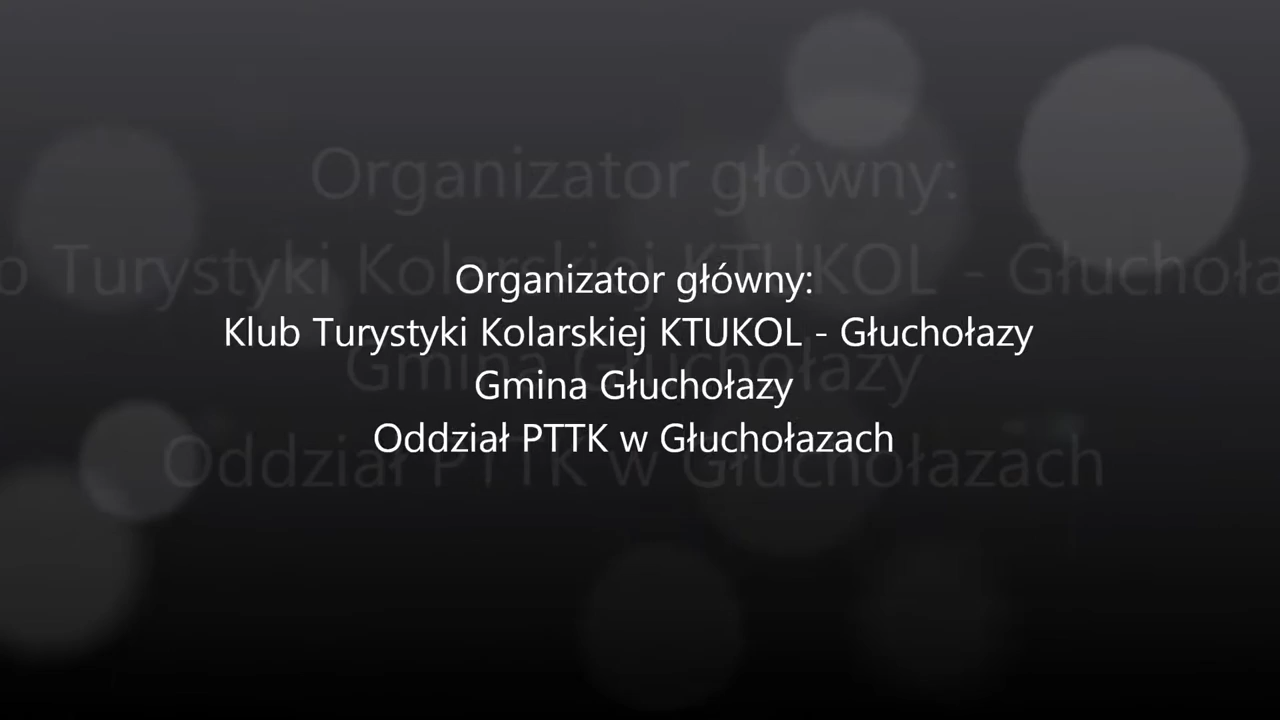 Organizator główny:
Klub Turystyki Kolarskiej KTUKOL - Głuchołazy
Gmina Głuchołazy
Oddział PTTK w Głuchołazach